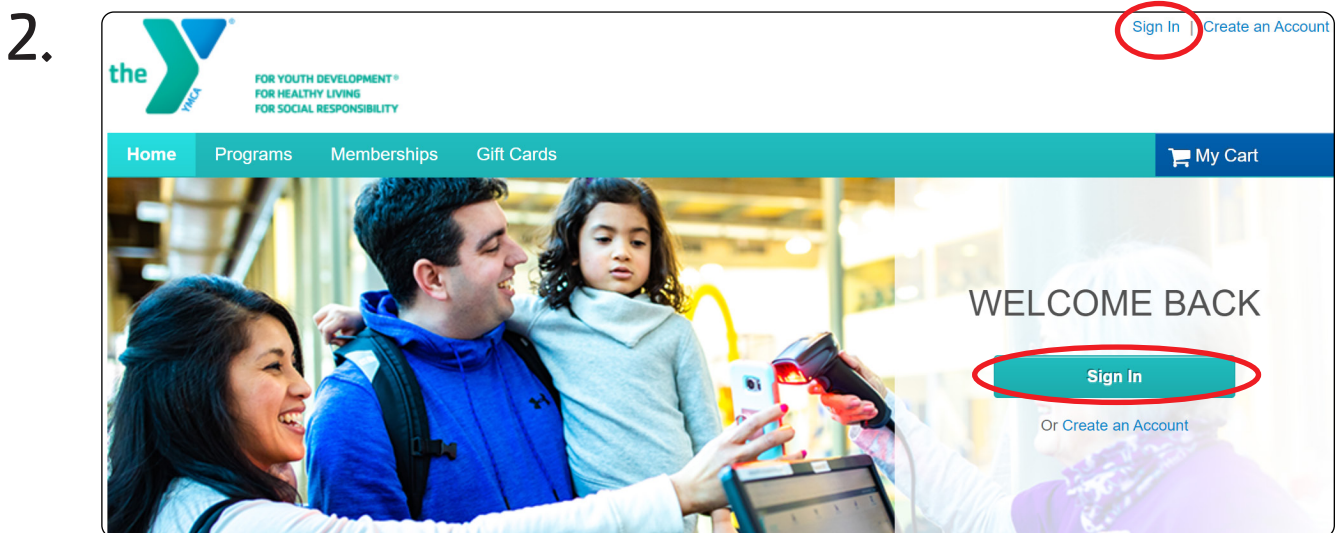 2.
Sign In | Create an Account
the
YMCA
FOR YOUTH DEVELOPMENT®
FOR HEALTHY LIVING
FOR SOCIAL RESPONSIBILITY
Home Programs Memberships Gift Cards My Cart
WELCOME BACK
Sign In
Or Create an Account